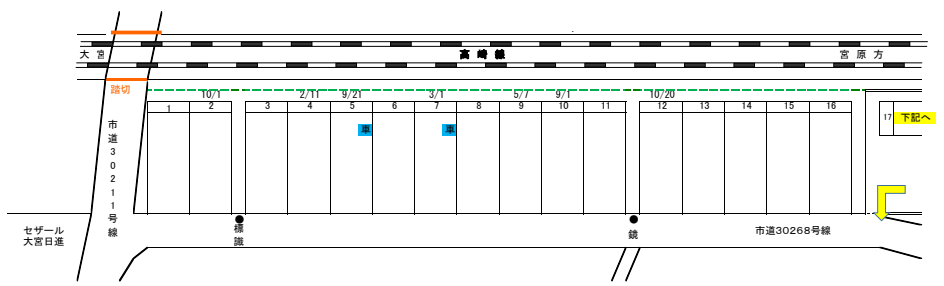 大宮
高崎線
宮原方
踏切
10/1
2/11
9/21
3/1
5/7
9/1
10/20
1
2
3
4
5
6
7
8
9
10
11
12
13
14
15
16
17
下記へ
車
車
市道30211号線
セザール
大宮日進
標識
鏡
市道30268号線